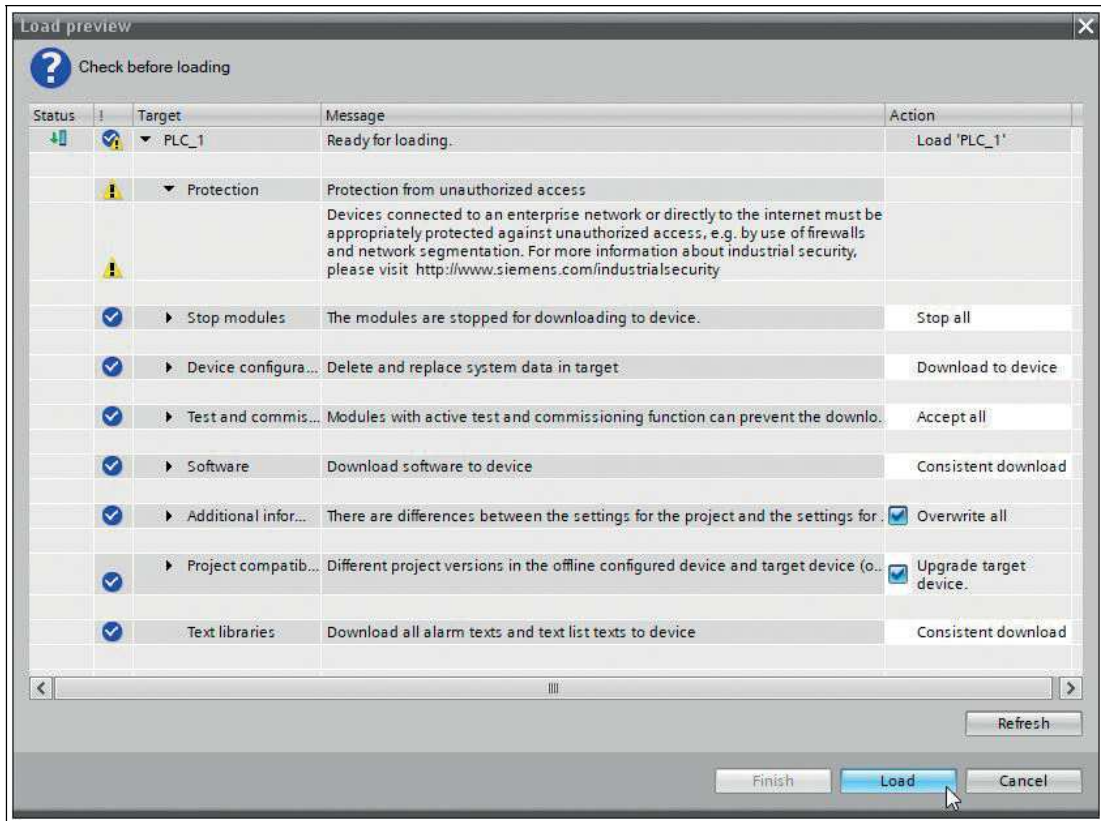 Load preview
Check before loading
Status ! Target Message Action
PLC_1 Ready for loading. Load 'PLC_1'
Protection Protection from unauthorized access
Devices connected to an enterprise network or directly to the internet must be
appropriately protected against unauthorized access, e.g. by use of firewalls
and network segmentation. For more information about industrial security,
please visit http://www.siemens.com/industrialsecurity
Stop modules The modules are stopped for downloading to device. Stop all
Device configura... Delete and replace system data in target Download to device
Test and commis... Modules with active test and commissioning function can prevent the downlo. Accept all
Software Download software to device Consistent download
Additional infor... There are differences between the settings for the project and the settings for . Overwrite all
Project compatib... Different project versions in the offline configured device and target device (o.. Upgrade target
device.
Text libraries Download all alarm texts and text list texts to device Consistent download
Refresh
Finish Load Cancel